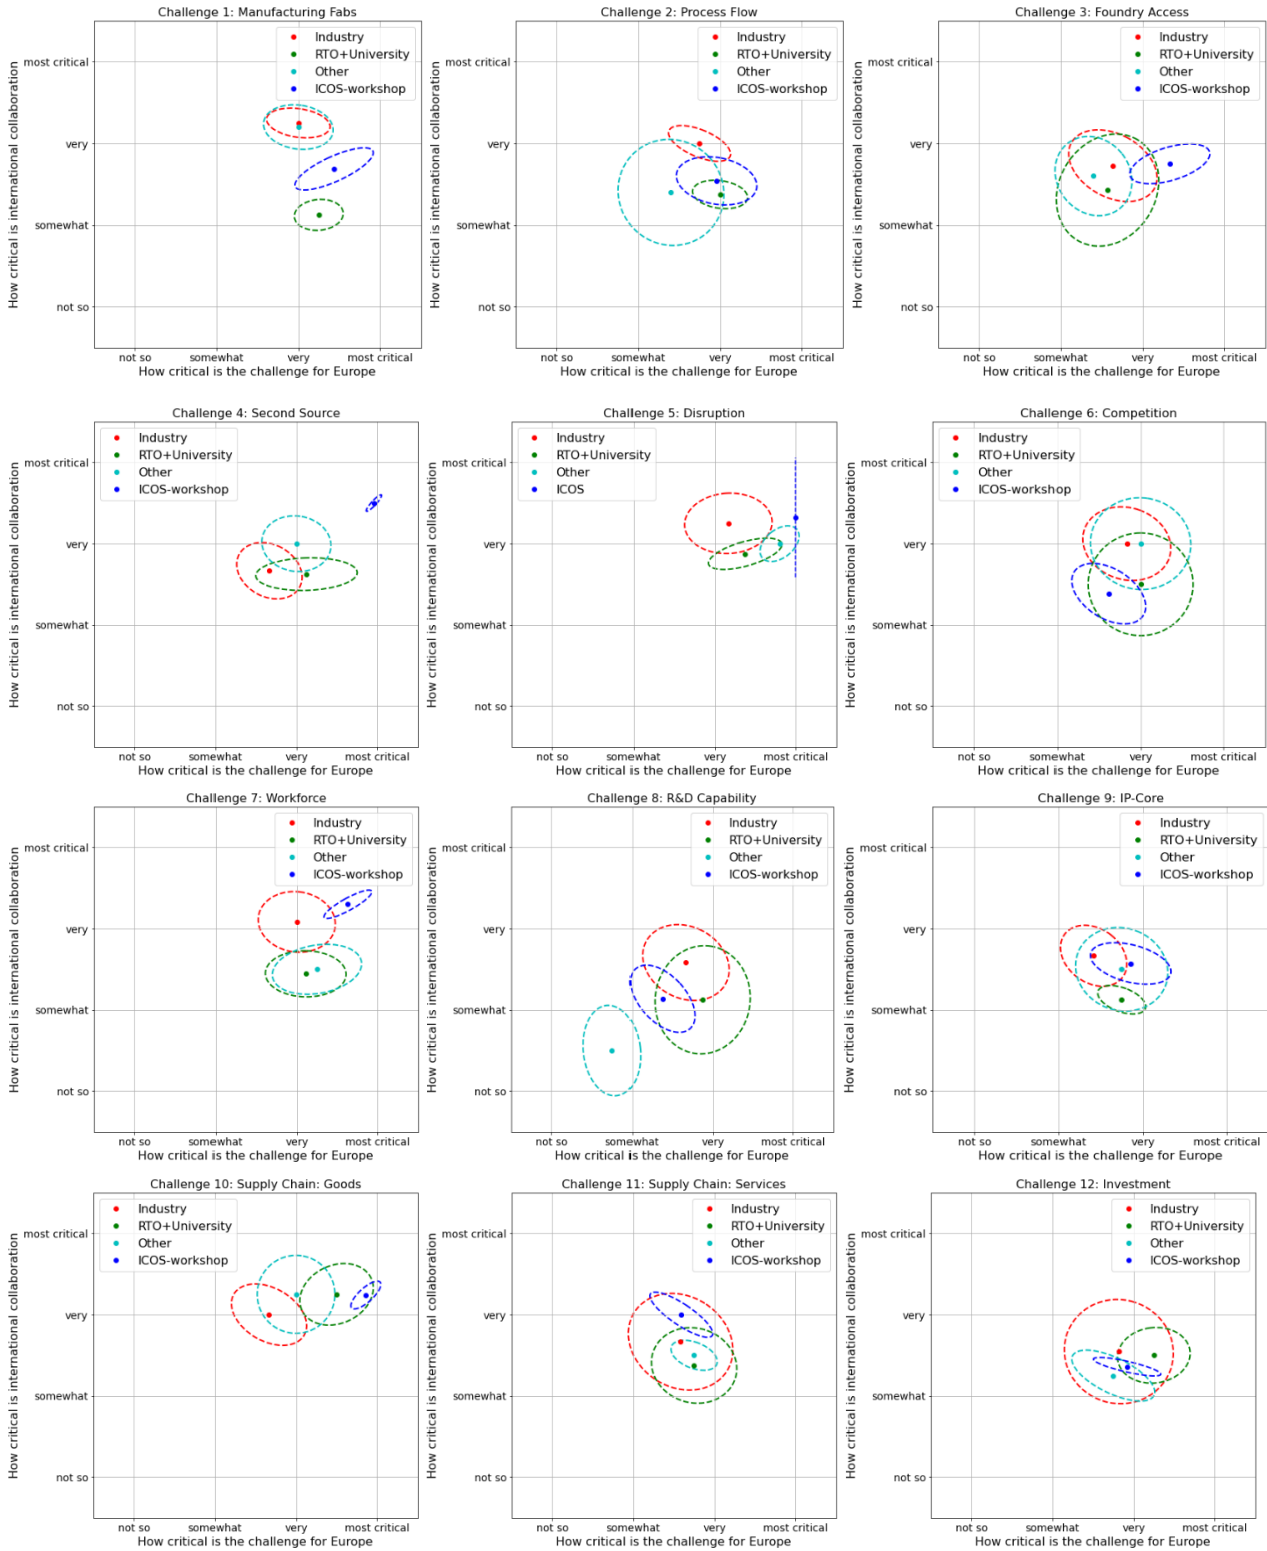 Challenge 1: Manufacturing Fabs
How critical is international collaboration
most critical
very
somewhat
not so
Industry
RTO+University
Other
ICOS-workshop
not so somewhat very most critical
How critical is the challenge for Europe
Challenge 2: Process Flow
How critical is international collaboration
most critical
very
somewhat
not so
Industry
RTO+University
Other
ICOS-workshop
not so somewhat very most critical
How critical is the challenge for Europe
Challenge 3: Foundry Access
How critical is international collaboration
most critical
very
somewhat
not so
Industry
RTO+University
Other
ICOS-workshop
not so somewhat very most critical
How critical is the challenge for Europe
Challenge 4: Second Source
How critical is international collaboration
most critical
very
somewhat
not so
Industry
RTO+University
Other
ICOS-workshop
not so somewhat very most critical
How critical is the challenge for Europe
Challenge 5: Disruption
How critical is international collaboration
most critical
very
somewhat
not so
Industry
RTO+University
Other
ICOS
not so somewhat very most critical
How critical is the challenge for Europe
Challenge 6: Competition
How critical is international collaboration
most critical
very
somewhat
not so
Industry
RTO+University
Other
ICOS-workshop
not so somewhat very most critical
How critical is the challenge for Europe
Challenge 7: Workforce
How critical is international collaboration
most critical
very
somewhat
not so
Industry
RTO+University
Other
ICOS-workshop
not so somewhat very most critical
How critical is the challenge for Europe
Challenge 8: R&D Capability
How critical is international collaboration
most critical
very
somewhat
not so
Industry
RTO+University
Other
ICOS-workshop
not so somewhat very most critical
How critical is the challenge for Europe
Challenge 9: IP-Core
How critical is international collaboration
most critical
very
somewhat
not so
Industry
RTO+University
Other
ICOS-workshop
not so somewhat very most critical
How critical is the challenge for Europe
Challenge 10: Supply Chain: Goods
How critical is international collaboration
most critical
very
somewhat
not so
Industry
RTO+University
Other
ICOS-workshop
not so somewhat very most critical
How critical is the challenge for Europe
Challenge 11: Supply Chain: Services
How critical is international collaboration
most critical
very
somewhat
not so
Industry
RTO+University
Other
ICOS-workshop
not so somewhat very most critical
How critical is the challenge for Europe
Challenge 12: Investment
How critical is international collaboration
most critical
very
somewhat
not so
Industry
RTO+University
Other
ICOS-workshop
not so somewhat very most critical
How critical is the challenge for Europe